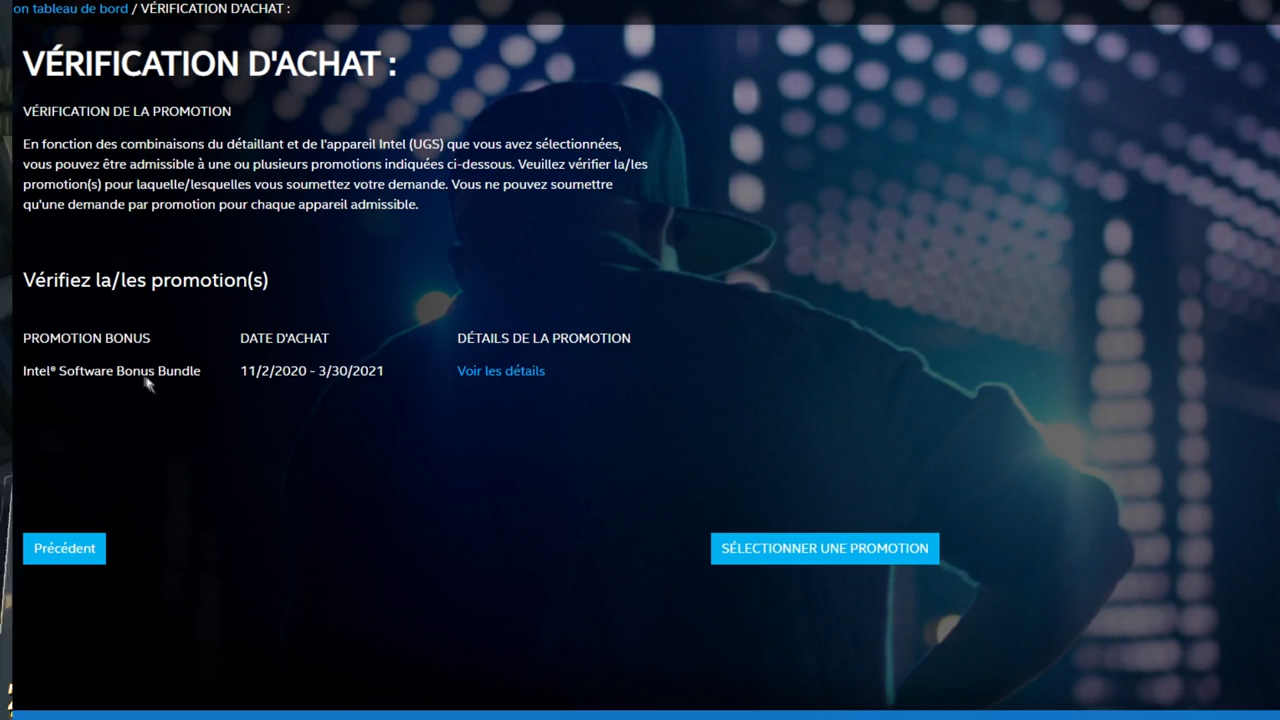 on tableau de bord / VÉRIFICATION D'ACHAT :
VÉRIFICATION D'ACHAT :
VÉRIFICATION DE LA PROMOTION
En fonction des combinaisons du détaillant et de l'appareil Intel (UGS) que vous avez sélectionnées,
vous pouvez être admissible à une ou plusieurs promotions indiquées ci-dessous. Veuillez vérifier la/les
promotion(s) pour laquelle/lesquelles vous soumettez votre demande. Vous ne pouvez soumettre
qu'une demande par promotion pour chaque appareil admissible.
Vérifiez la/les promotion(s)
PROMOTION BONUS DATE D'ACHAT DÉTAILS DE LA PROMOTION
Intel® Software Bonus Bundle 11/2/2020 - 3/30/2021 Voir les détails
Précédent SÉLECTIONNER UNE PROMOTION